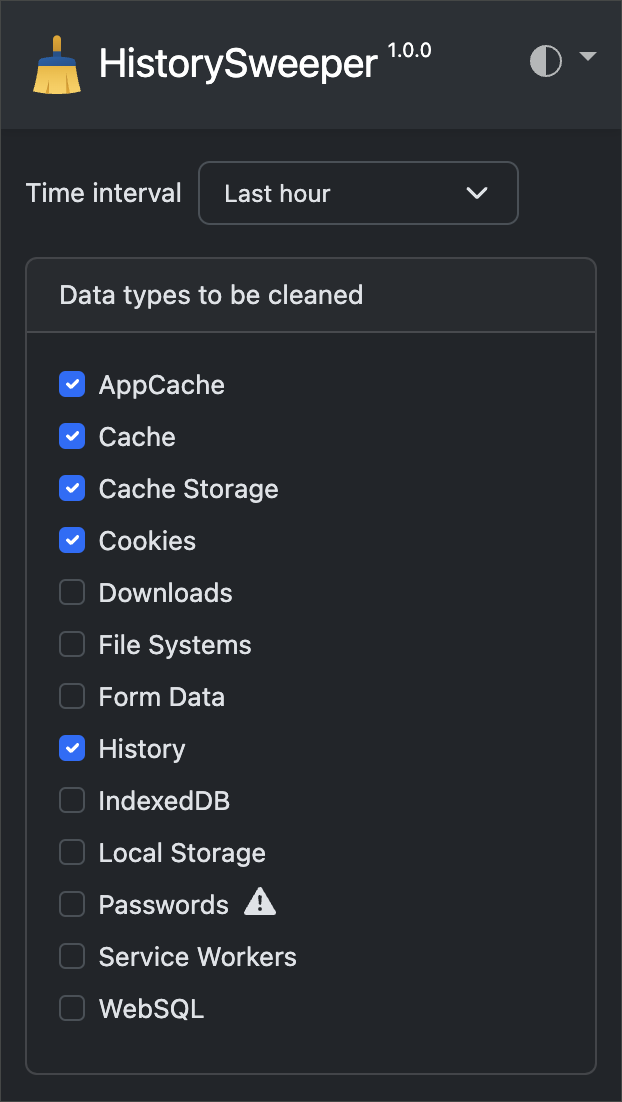 HistorySweeper 1.0.0
Time interval Last hour
Data types to be cleaned
AppCache
Cache
Cache Storage
Cookies
Downloads
File Systems
Form Data
History
IndexedDB
Local Storage
Passwords
Service Workers
WebSQL